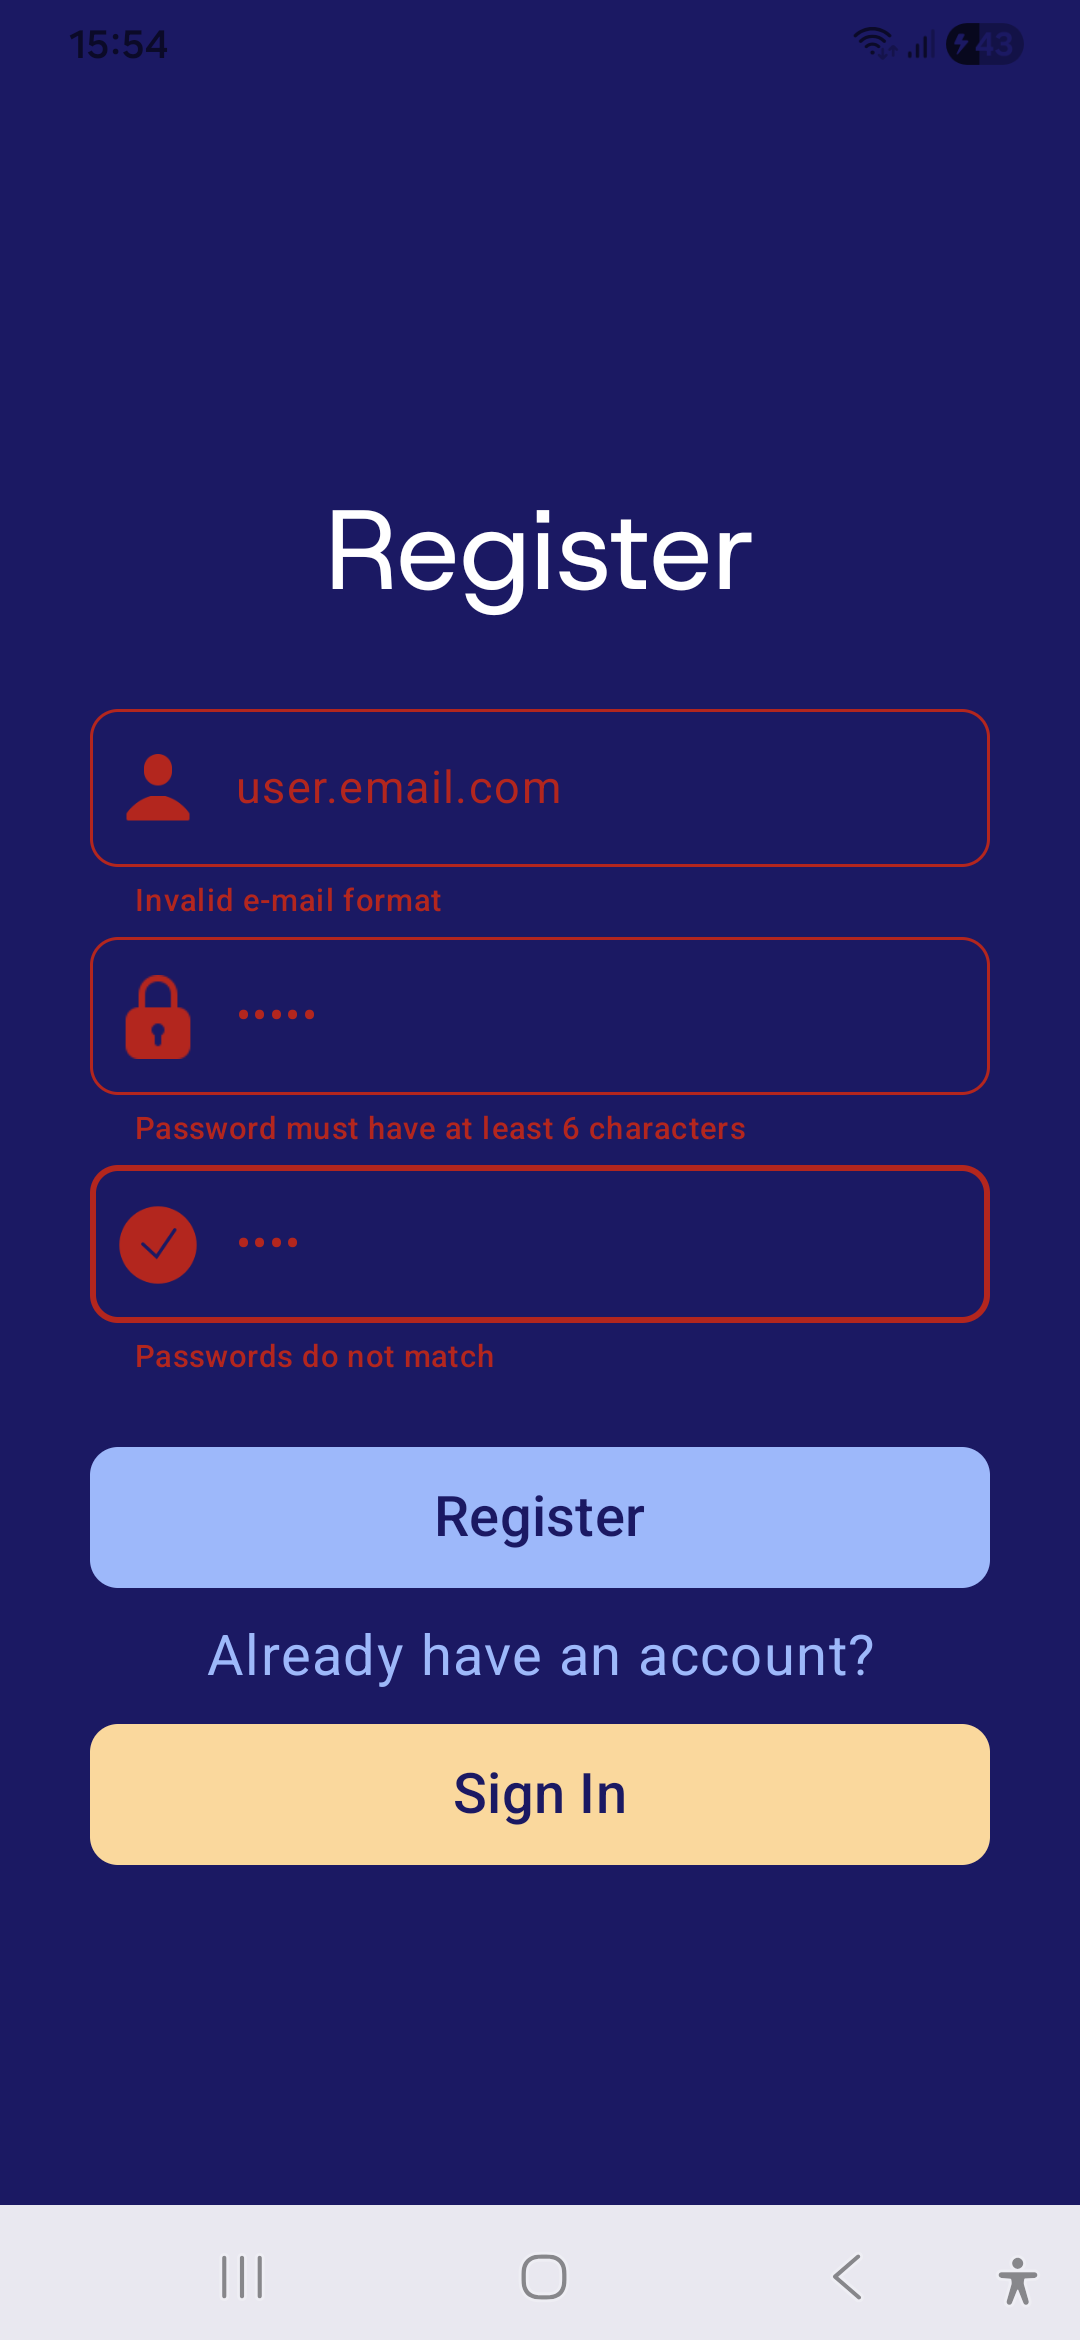 15:54
43
Register
user.email.com
Invalid e-mail format
•••••
Password must have at least 6 characters
••••
Passwords do not match
Register
Already have an account?
Sign In